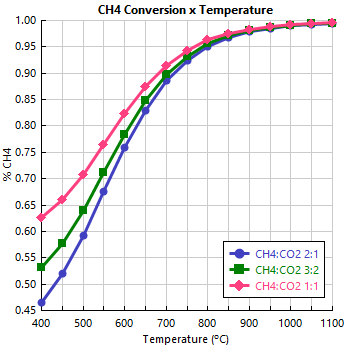 CH4 Conversion x Temperature
% CH4
1.00
0.95
0.90
0.85
0.80
0.75
0.70
0.65
0.60
0.55
0.50
0.45
CH4:CO2 2:1
CH4:CO2 3:2
CH4:CO2 1:1
400 500 600 700 800 900 1000 1100
Temperature (ºC)